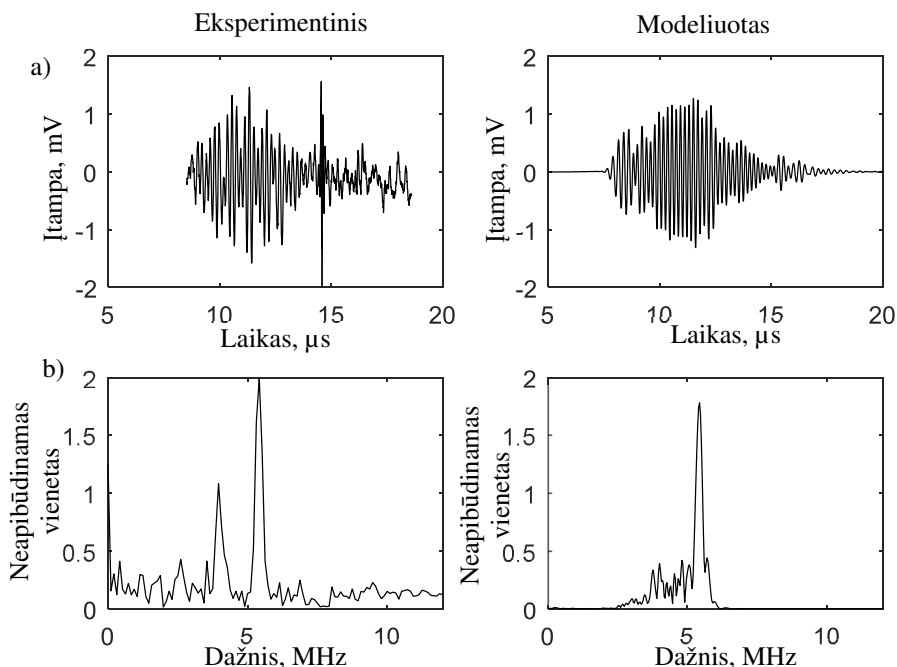 Eksperimentinis
Modeliuotas
a)
2
1
0
-1
-2
Įtampa, mV
5
10
15
20
Laikas, µs
2
1
0
-1
-2
Įtampa, mV
5
10
15
20
Laikas, µs
b)
2
1.5
1
0.5
0
Neapibūdinamas
vienetas
0
5
10
Dažnis, MHz
2
1.5
1
0.5
0
Neapibūdinamas
vienetas
0
5
10
Dažnis, MHz